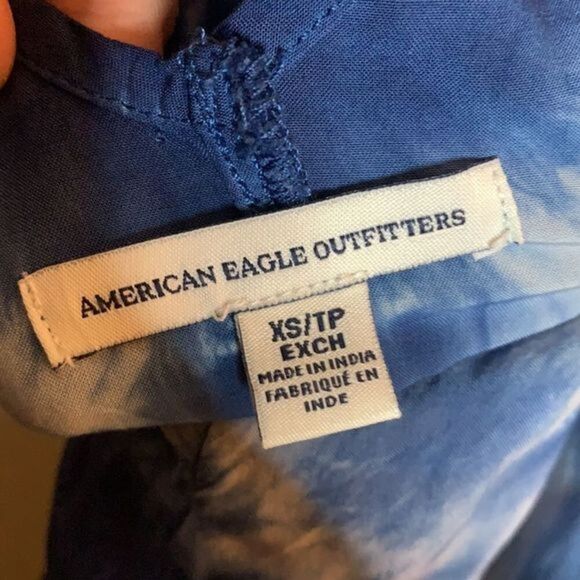 AMERICAN EAGLE OUTFITTERS
XS/TP
EXCH
MADE IN INDIA
FABRIQUÉ EN
INDE